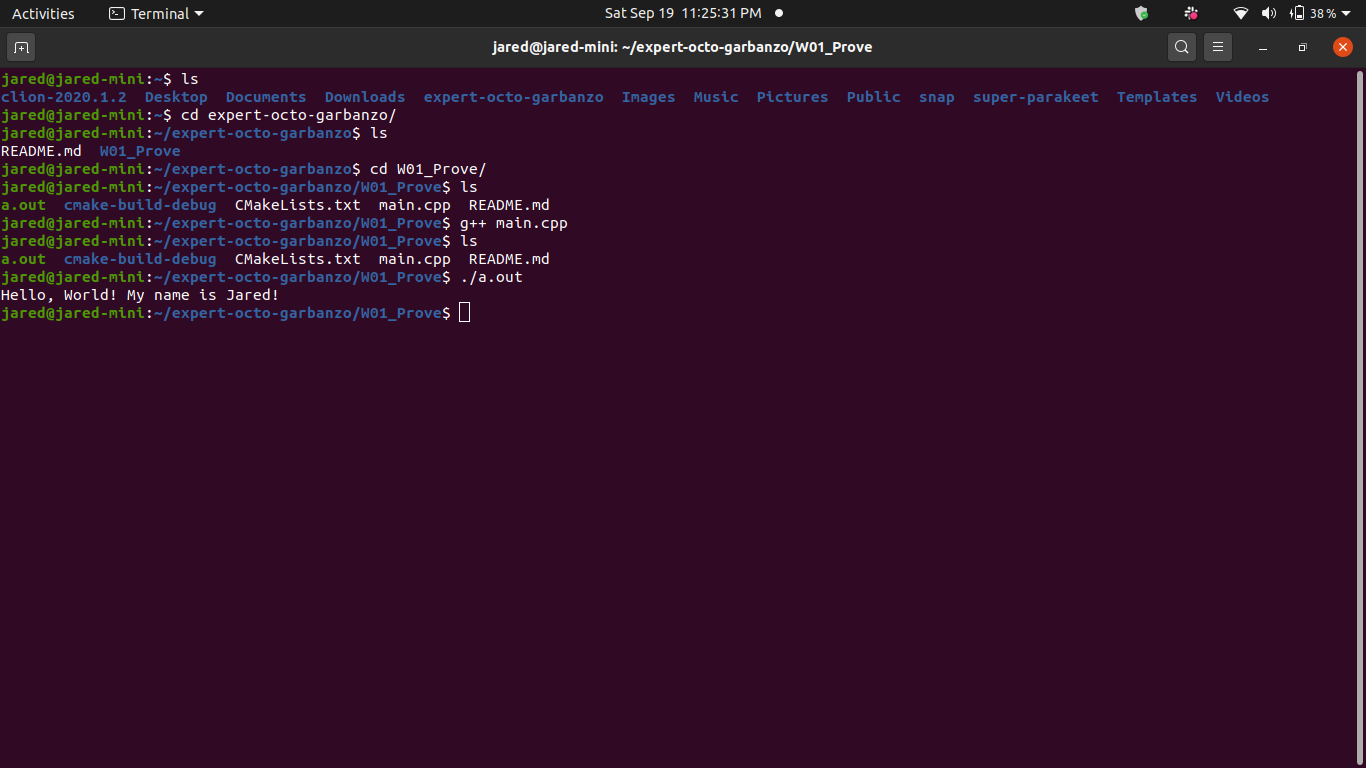 Activities Terminal Sat Sep 19 11:25:31 PM 38%
jared@jared-mini: ~/expert-octo-garbanzo/W01_Prove
jared@jared-mini:~$ ls
clion-2020.1.2 Desktop Documents Downloads expert-octo-garbanzo Images Music Pictures Public snap super-parakeet Templates Videos
jared@jared-mini:~$ cd expert-octo-garbanzo/
jared@jared-mini:~/expert-octo-garbanzo$ ls
README.md W01_Prove
jared@jared-mini:~/expert-octo-garbanzo$ cd W01_Prove/
jared@jared-mini:~/expert-octo-garbanzo/W01_Prove$ ls
a.out cmake-build-debug CMakeLists.txt main.cpp README.md
jared@jared-mini:~/expert-octo-garbanzo/W01_Prove$ g++ main.cpp
jared@jared-mini:~/expert-octo-garbanzo/W01_Prove$ ls
a.out cmake-build-debug CMakeLists.txt main.cpp README.md
jared@jared-mini:~/expert-octo-garbanzo/W01_Prove$ ./a.out
Hello, World! My name is Jared!
jared@jared-mini:~/expert-octo-garbanzo/W01_Prove$